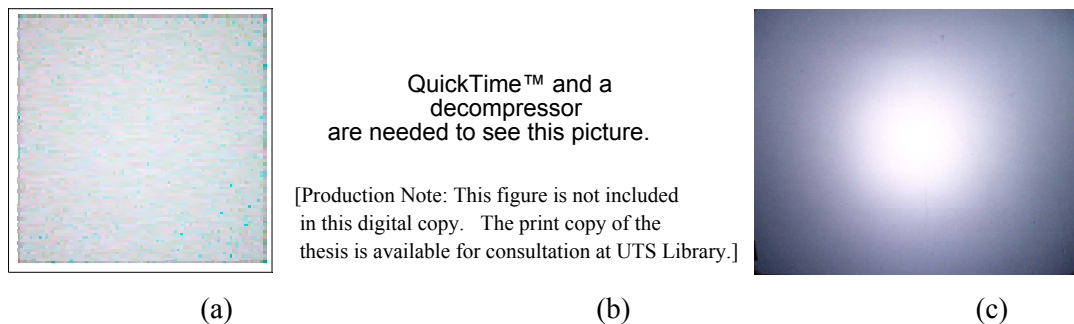 QuickTime™ and a
decompressor
are needed to see this picture.
[Production Note: This figure is not included
in this digital copy. The print copy of the
thesis is available for consultation at UTS Library.]
(a) (b) (c)